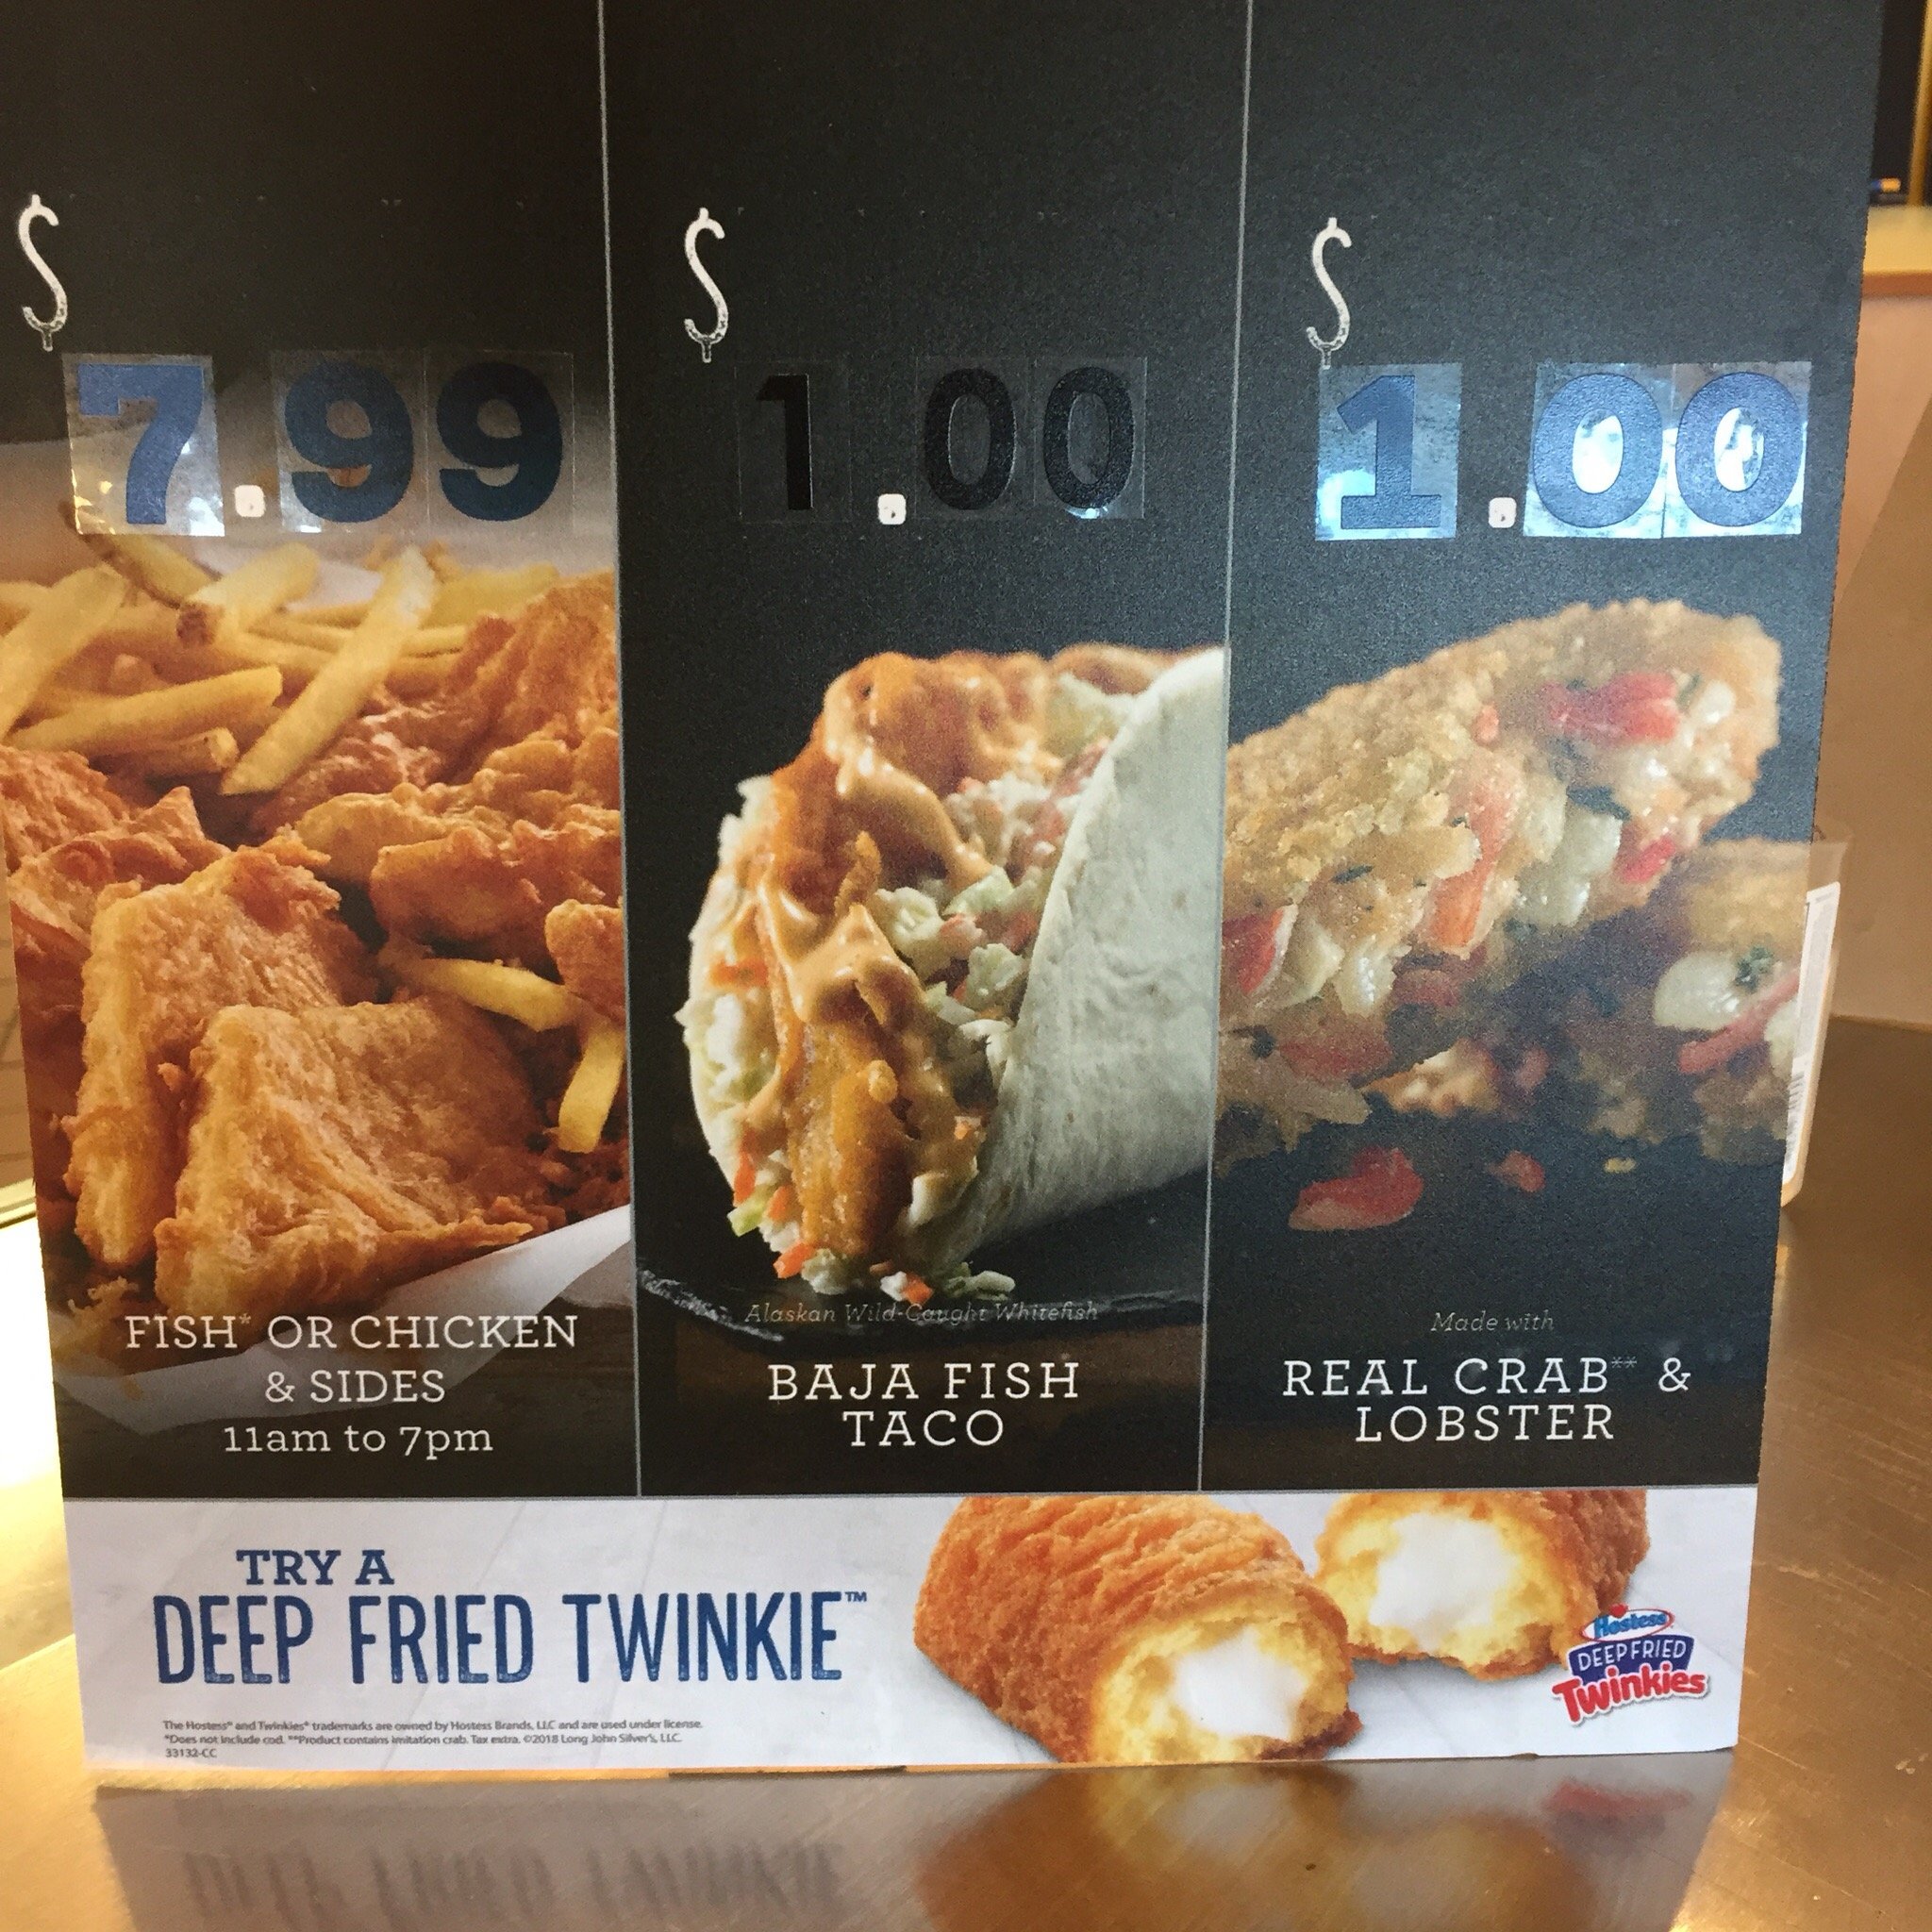 $
7.99
FISH* OR CHICKEN
& SIDES
11am to 7pm
$
1.00
Alaskan Wild-Caught Whitefish
BAJA FISH
TACO
$
1.00
Made with
REAL CRAB** &
LOBSTER
TRY A
DEEP FRIED TWINKIE™
Hostess
DEEP FRIED
Twinkies
The Hostess® and Twinkies® trademarks are owned by Hostess Brands, LLC and are used under license.
*Does not include cod. **Product contains imitation crab. Tax extra. ©2018 Long John Silver's, LLC.
33132-CC
DEEP FRIED TWINKIE